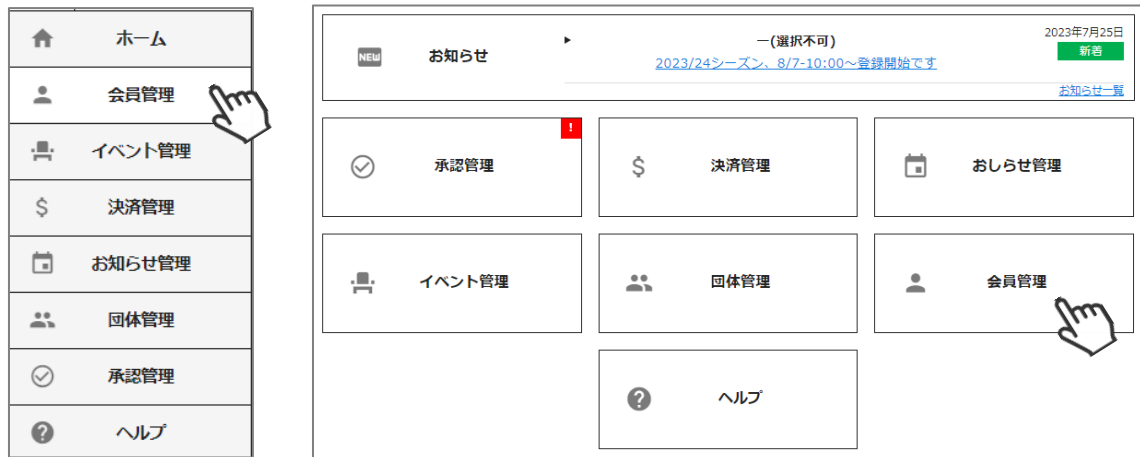 ホーム
会員管理
イベント管理
決済管理
お知らせ管理
団体管理
承認管理
ヘルプ
NEW
お知らせ
ー(選択不可)
2023/24シーズン、8/7-10:00～登録開始です
2023年7月25日
新着
お知らせ一覧
!
承認管理
決済管理
おしらせ管理
イベント管理
団体管理
会員管理
ヘルプ